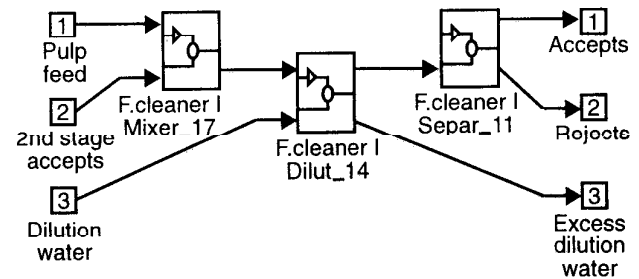 1
Pulp
feed
2
2nd stage
accepts
3
Dilution
water
F.cleaner I
Mixer_17
F.cleaner I
Dilut_14
F.cleaner I
Separ_11
1
Accepts
2
Rejects
3
Excess
dilution
water